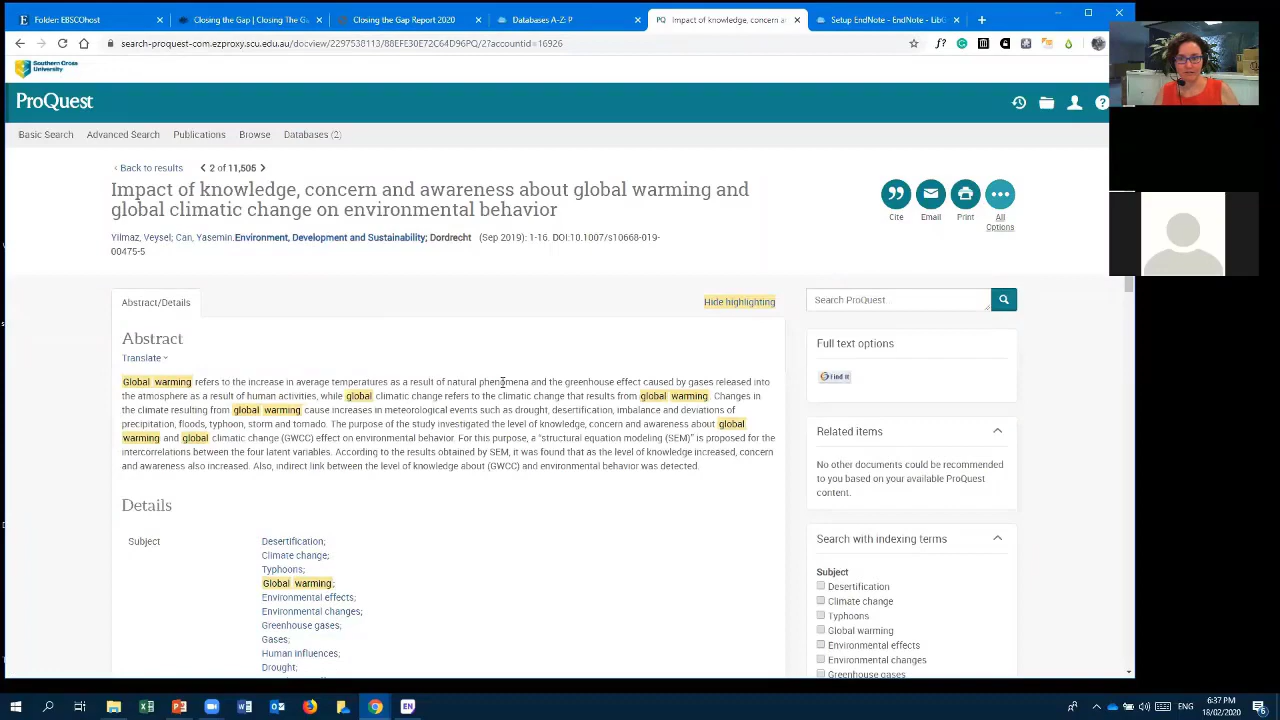 Folder: EBSCOhost
Closing the Gap | Closing The Ga
Closing the Gap Report 2020
Databases A-Z: P
PQ Impact of knowledge, concern an
Setup EndNote - EndNote - LibG
search-proquest-com.ezproxy.scu.edu.au/docview/2297538113/88EFE30E72C64D96PQ/2?accountid=16926
Southern Cross
University
ProQuest
Basic Search Advanced Search Publications Browse Databases (2)
Back to results 2 of 11,505
Impact of knowledge, concern and awareness about global warming and
global climatic change on environmental behavior
Cite Email Print All
Options
Yilmaz, Veysel; Can, Yasemin.Environment, Development and Sustainability; Dordrecht (Sep 2019): 1-16. DOI:10.1007/s10668-019-
00475-5
Abstract/Details
Hide highlighting
Search ProQuest...
Abstract
Translate
Global warming refers to the increase in average temperatures as a result of natural phenomena and the greenhouse effect caused by gases released into
the atmosphere as a result of human activities, while global climatic change refers to the climatic change that results from global warming. Changes in
the climate resulting from global warming cause increases in meteorological events such as drought, desertification, imbalance and deviations of
precipitation, floods, typhoon, storm and tornado. The purpose of the study investigated the level of knowledge, concern and awareness about global
warming and global climatic change (GWCC) effect on environmental behavior. For this purpose, a “structural equation modeling (SEM)” is proposed for the
intercorrelations between the four latent variables. According to the results obtained by SEM, it was found that as the level of knowledge increased, concern
and awareness also increased. Also, indirect link between the level of knowledge about (GWCC) and environmental behavior was detected.
Details
Subject
Desertification;
Climate change;
Typhoons;
Global warming;
Environmental effects;
Environmental changes;
Greenhouse gases;
Gases;
Human influences;
Drought;
Full text options
Find it
Related items
No other documents could be recommended
to you based on your available ProQuest
content.
Search with indexing terms
Subject
Desertification
Climate change
Typhoons
Global warming
Environmental effects
Environmental changes
Greenhouse gases
EN
ENG
6:37 PM
18/02/2020